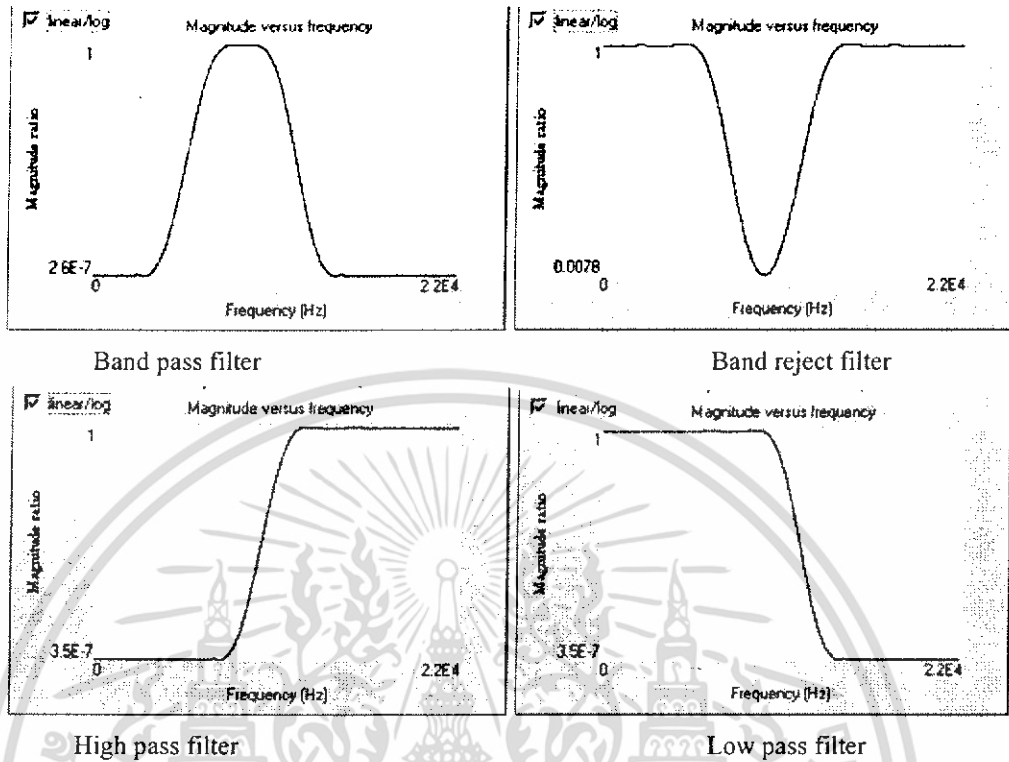 linear/log
Magnitude versus frequency
1
Magnitude ratio
2.6E-7
0
2.2E4
Frequency (Hz)
Band pass filter
linear/log
Magnitude versus frequency
1
Magnitude ratio
0.0078
0
2.2E4
Frequency (Hz)
Band reject filter
linear/log
Magnitude versus frequency
1
Magnitude ratio
3.5E-7
0
2.2E4
Frequency (Hz)
High pass filter
linear/log
Magnitude versus frequency
1
Magnitude ratio
3.5E-7
0
2.2E4
Frequency (Hz)
Low pass filter